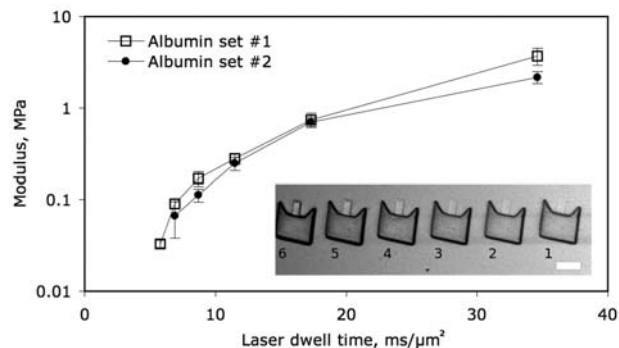 10
Albumin set #1
Albumin set #2
1
Modulus, MPa
0.1
6 5 4 3 2 1
0.01
0 10 20 30 40
Laser dwell time, ms/µm²